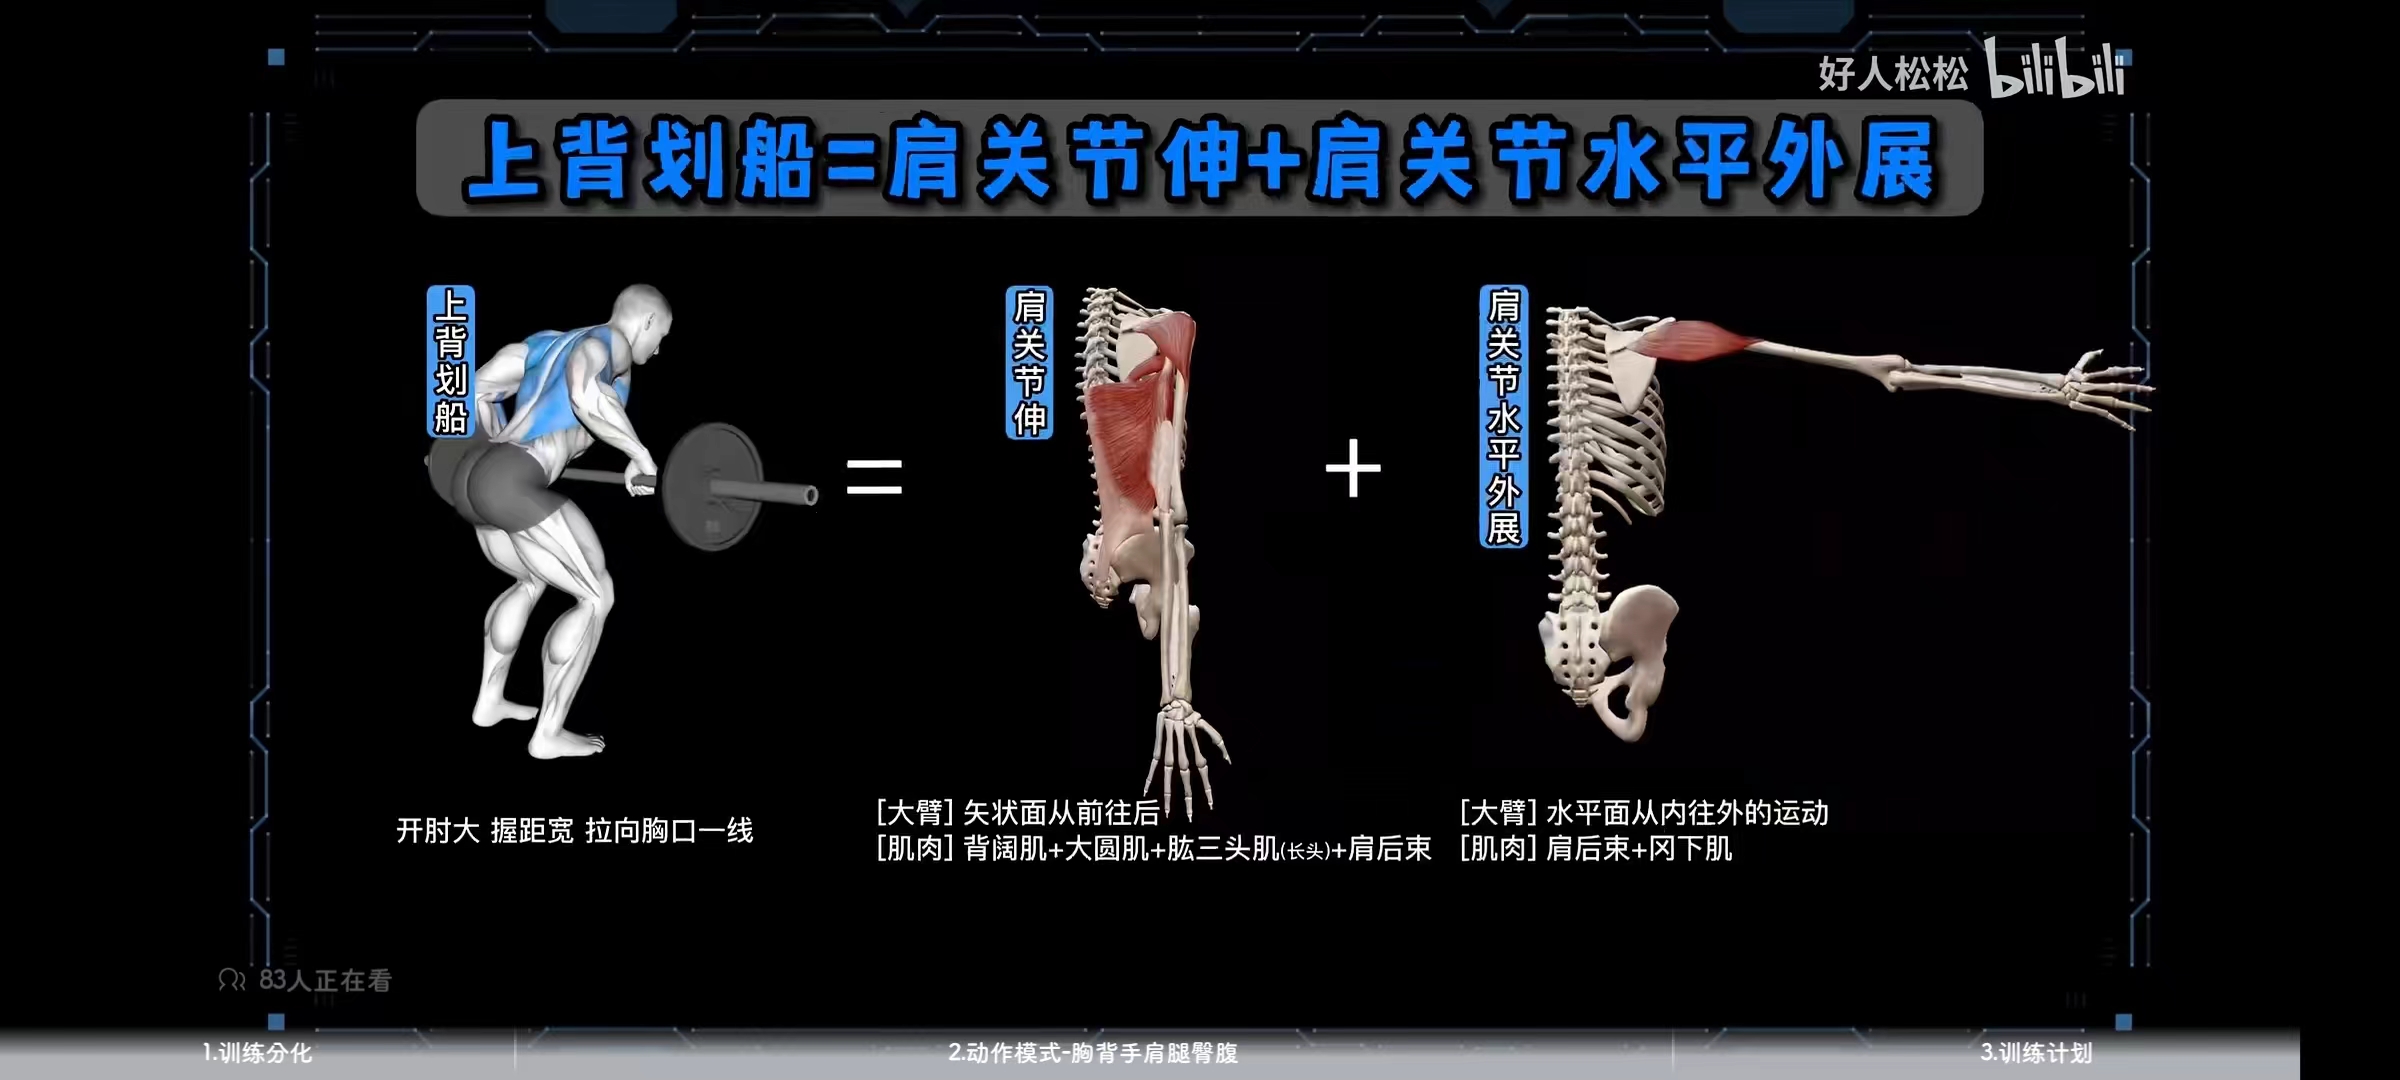 好人松松 bilibili
上背划船=肩关节伸+肩关节水平外展
上背划船
=
肩关节伸
+
肩关节水平外展
开肘大 握距宽 拉向胸口一线
[大臂] 矢状面从前往后
[肌肉] 背阔肌+大圆肌+肱三头肌(长头)+肩后束
[大臂] 水平面从内往外的运动
[肌肉] 肩后束+冈下肌
83人正在看
1.训练分化
2.动作模式-胸背手肩腿臀腹
3.训练计划